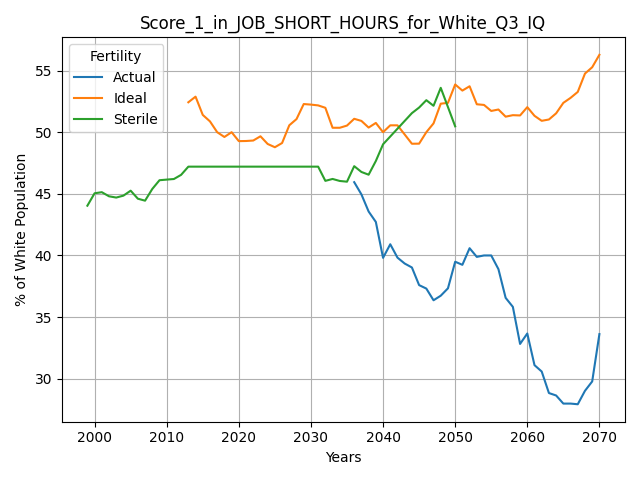 Score_1_in_JOB_SHORT_HOURS_for_White_Q3_IQ
Fertility
Actual
Ideal
Sterile
% of White Population
55
50
45
40
35
30
2000 2010 2020 2030 2040 2050 2060 2070
Years